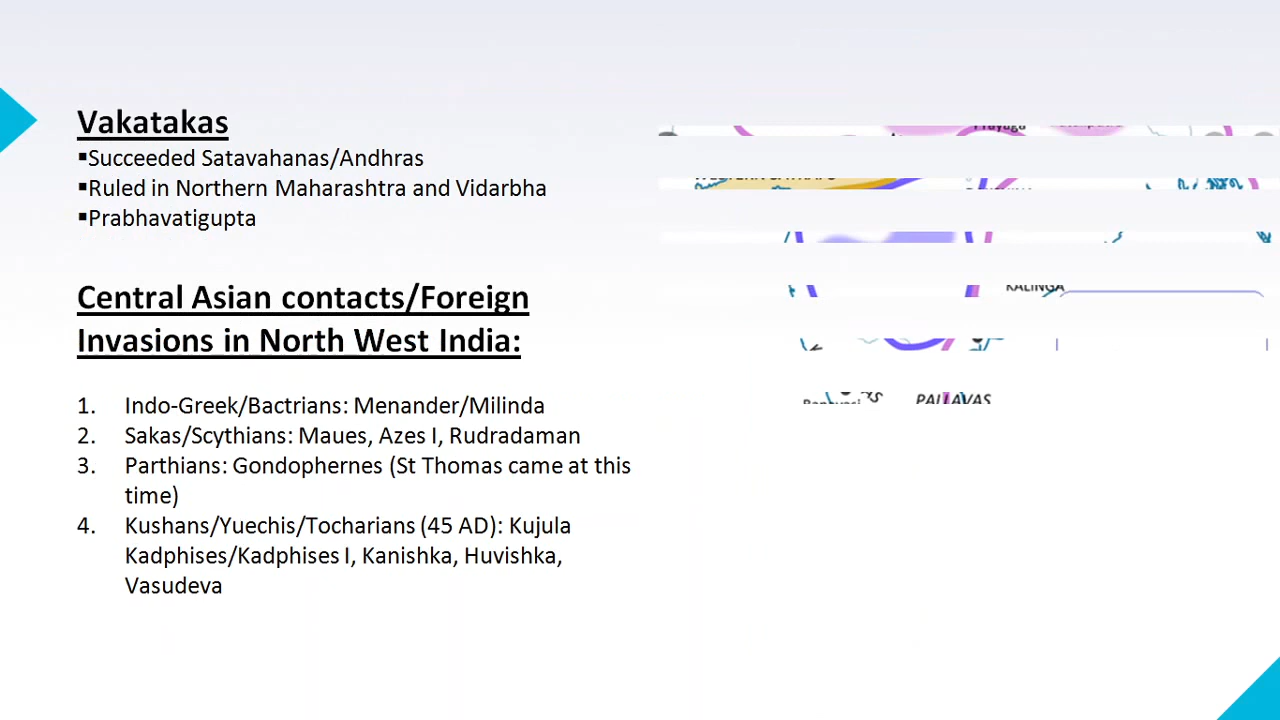 Vakatakas
▪Succeeded Satavahanas/Andhras
▪Ruled in Northern Maharashtra and Vidarbha
▪Prabhavatigupta
Central Asian contacts/Foreign
Invasions in North West India:
1. Indo-Greek/Bactrians: Menander/Milinda
2. Sakas/Scythians: Maues, Azes I, Rudradaman
3. Parthians: Gondophernes (St Thomas came at this
time)
4. Kushans/Yuechis/Tocharians (45 AD): Kujula
Kadphises/Kadphises I, Kanishka, Huvishka,
Vasudeva
Prayaga
KALINGA
PALLAVAS